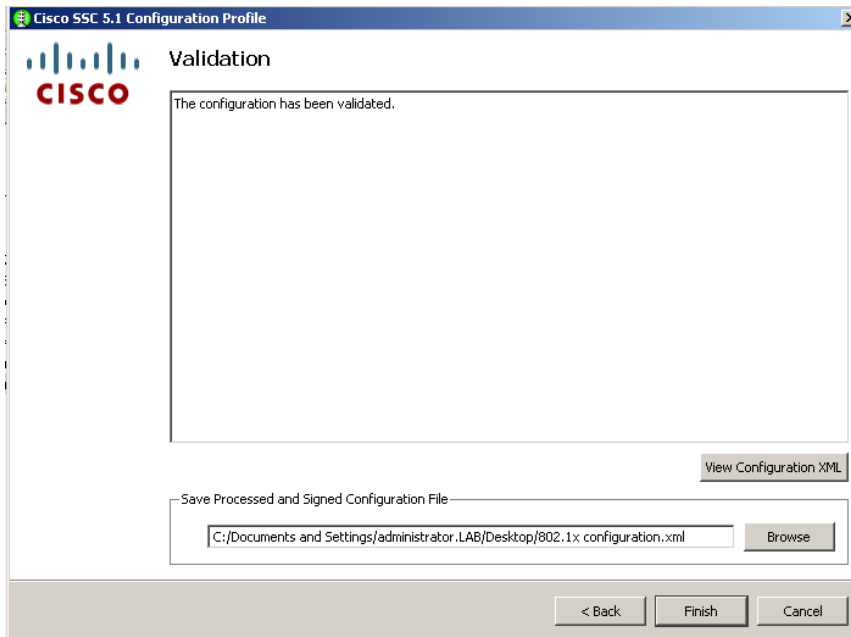 Cisco SSC 5.1 Configuration Profile
CISCO
Validation
The configuration has been validated.
View Configuration XML
Save Processed and Signed Configuration File
C:/Documents and Settings/administrator.LAB/Desktop/802.1x configuration.xml
Browse
< Back
Finish
Cancel